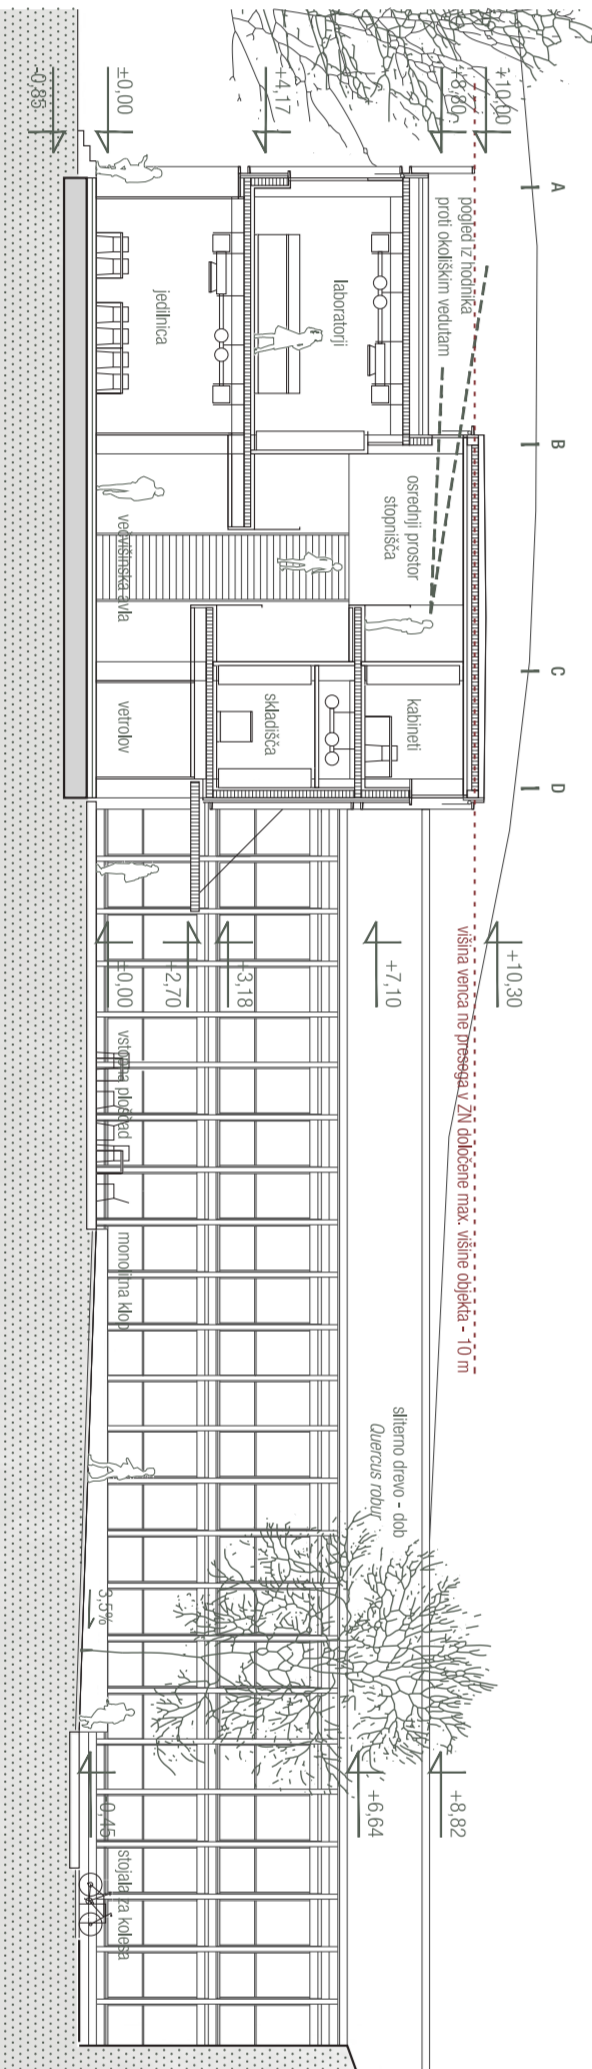 A
B
C
D
+10,00
+8,80
+4,17
±0,00
-0,85
pogled iz hodnika
proti okoliškim vedutam
laboratorji
jedilnica
osrednji prostor
stopnišča
večvišinska avla
kabineti
skladišča
vetrolov
+10,30
+7,10
+3,18
+2,70
±0,00
višina venca ne presega v ZN določene max. višine objekta - 10 m
vstopna ploščad
monolitna klop
sliterno drevo - dob
Quercus robur
3,5%
+8,82
+6,64
-0,45
stojala za kolesa